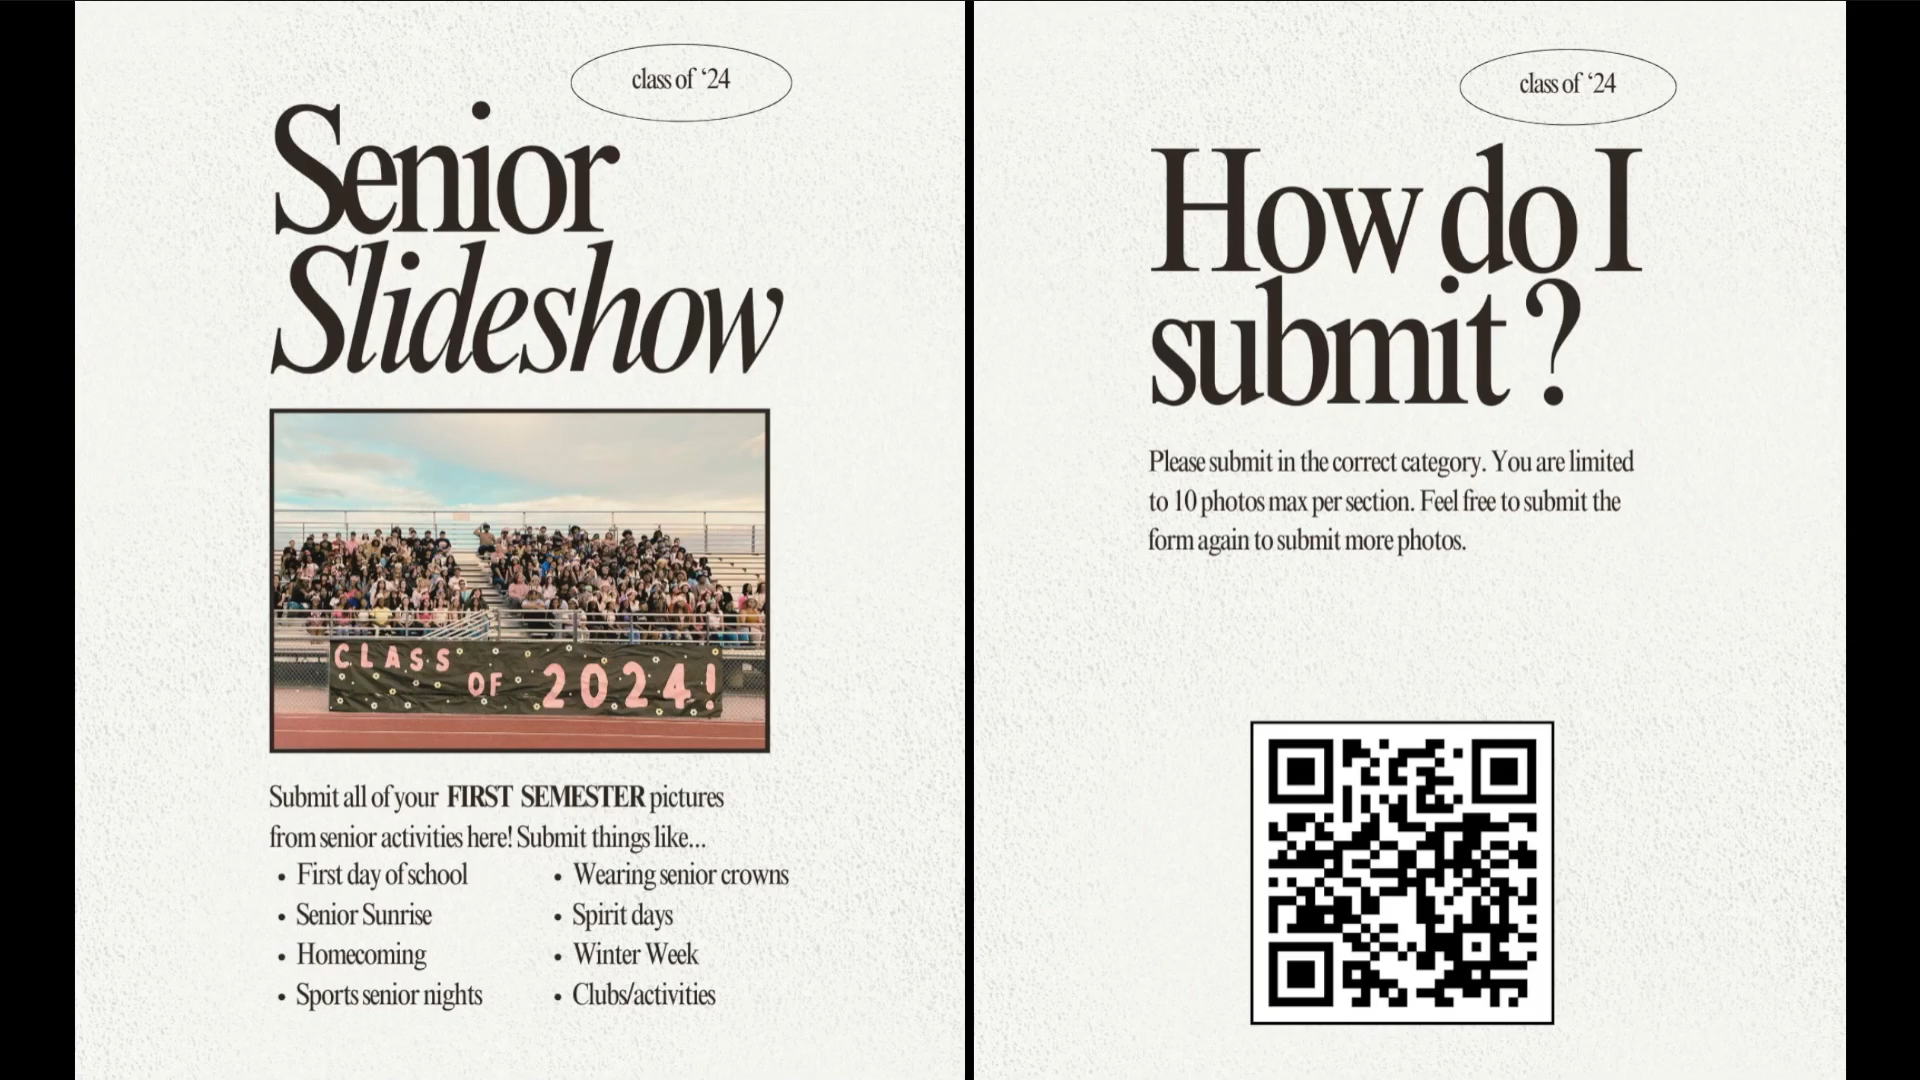 class of ‘24
Senior
Slideshow
CLASS
OF 2024!
Submit all of your FIRST SEMESTER pictures
from senior activities here! Submit things like...
• First day of school
• Senior Sunrise
• Homecoming
• Sports senior nights
• Wearing senior crowns
• Spirit days
• Winter Week
• Clubs/activities
class of ‘24
How do I
submit ?
Please submit in the correct category. You are limited
to 10 photos max per section. Feel free to submit the
form again to submit more photos.